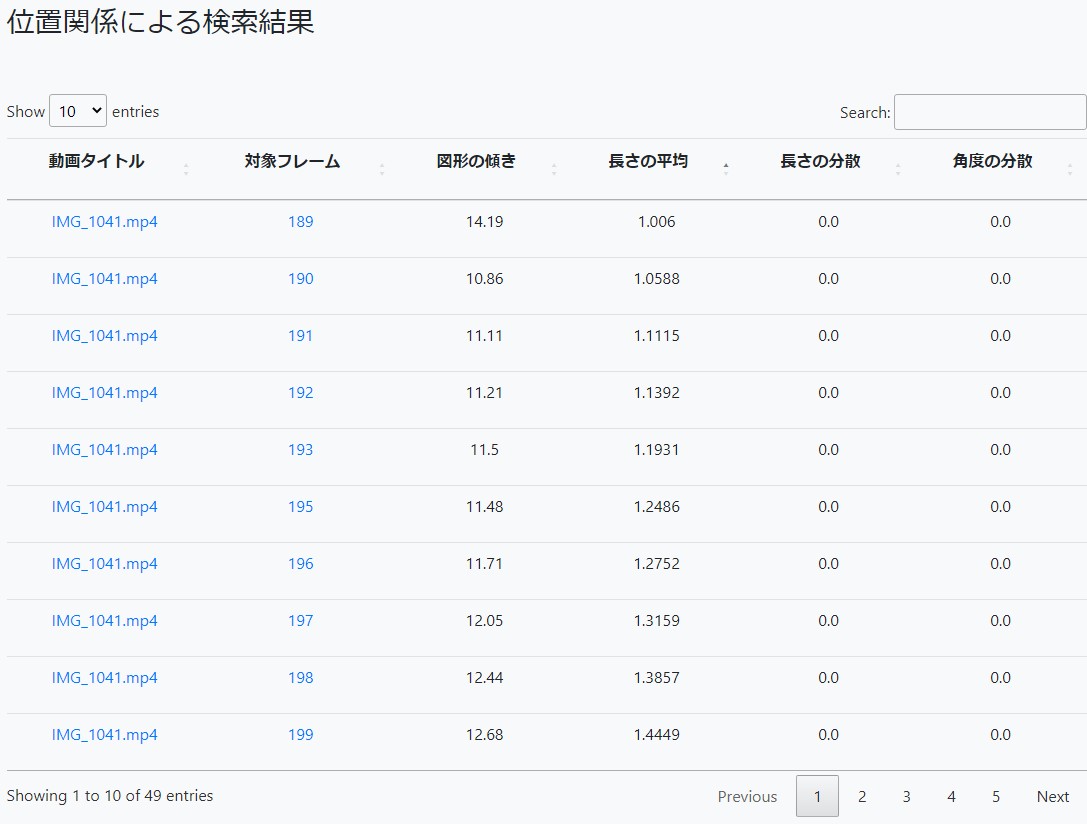 位置関係による検索結果
Show 10 entries Search:
動画タイトル 対象フレーム 図形の傾き 長さの平均 長さの分散 角度の分散
IMG_1041.mp4 189 14.19 1.006 0.0 0.0
IMG_1041.mp4 190 10.86 1.0588 0.0 0.0
IMG_1041.mp4 191 11.11 1.1115 0.0 0.0
IMG_1041.mp4 192 11.21 1.1392 0.0 0.0
IMG_1041.mp4 193 11.5 1.1931 0.0 0.0
IMG_1041.mp4 195 11.48 1.2486 0.0 0.0
IMG_1041.mp4 196 11.71 1.2752 0.0 0.0
IMG_1041.mp4 197 12.05 1.3159 0.0 0.0
IMG_1041.mp4 198 12.44 1.3857 0.0 0.0
IMG_1041.mp4 199 12.68 1.4449 0.0 0.0
Showing 1 to 10 of 49 entries Previous 1 2 3 4 5 Next